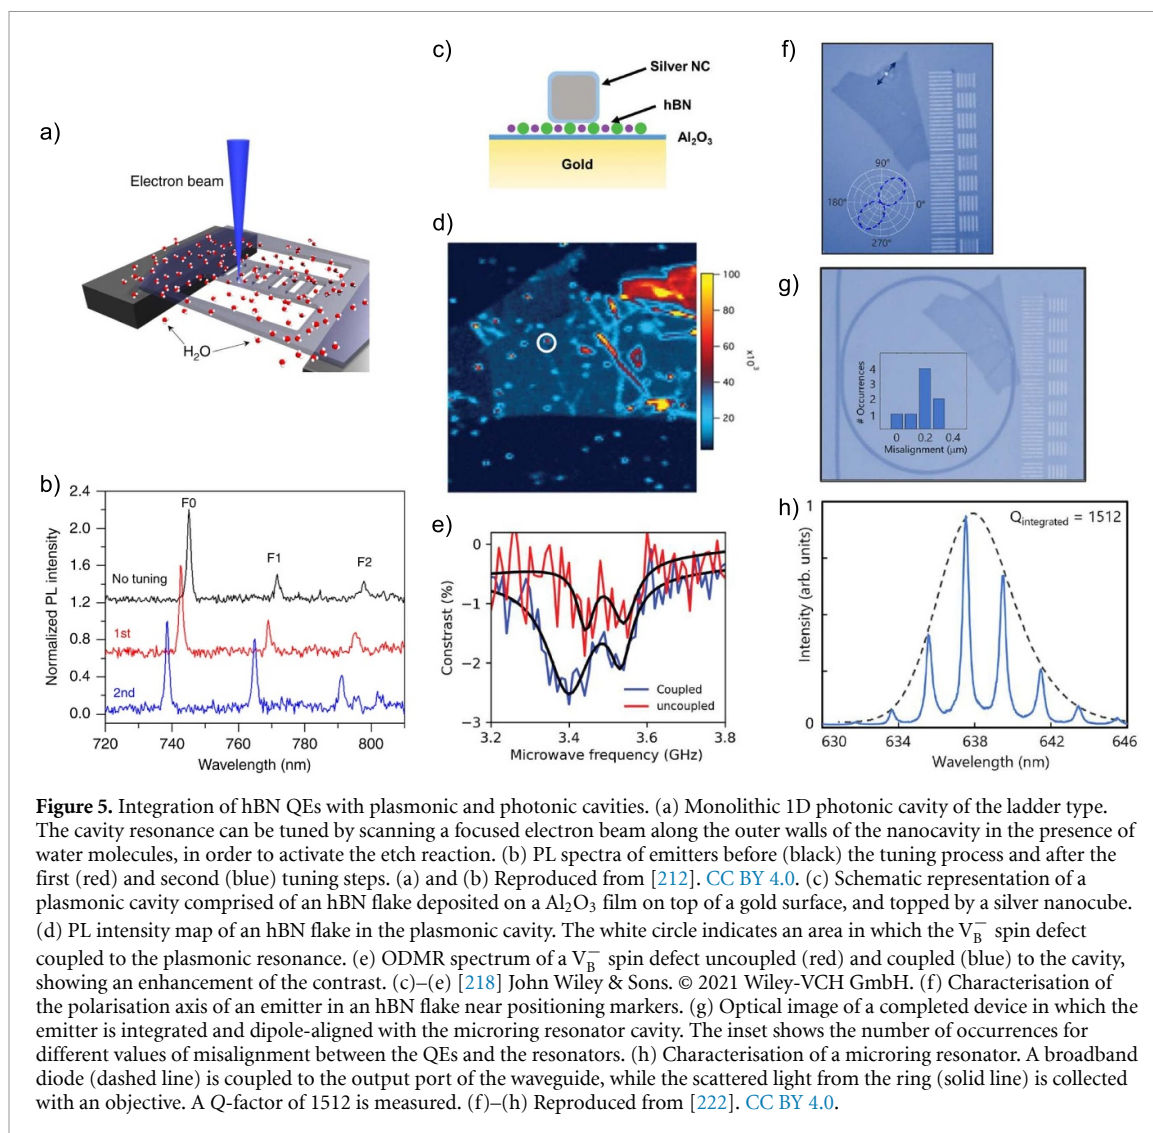 a)
Electron beam
H2O
b)
Normalized PL intensity
2.4
2.0
1.6
1.2
0.8
0.4
0.0
F0
F1
F2
No tuning
1st
2nd
720 740 760 780 800
Wavelength (nm)
c)
Silver NC
hBN
Al2O3
Gold
d)
100
80
60
40
20
x10^3
e)
Constrast (%)
0
−1
−2
−3
Coupled
uncoupled
3.2 3.4 3.6 3.8
Microwave frequency (GHz)
f)
90°
180° 0°
270°
g)
# Occurrences
4
3
2
1
0 0.2 0.4
Misalignment (μm)
h)
Intensity (arb. units)
1
0
Qintegrated = 1512
630 634 638 642 646
Wavelength (nm)
Figure 5. Integration of hBN QEs with plasmonic and photonic cavities. (a) Monolithic 1D photonic cavity of the ladder type.
The cavity resonance can be tuned by scanning a focused electron beam along the outer walls of the nanocavity in the presence of
water molecules, in order to activate the etch reaction. (b) PL spectra of emitters before (black) the tuning process and after the
first (red) and second (blue) tuning steps. (a) and (b) Reproduced from [212]. CC BY 4.0. (c) Schematic representation of a
plasmonic cavity comprised of an hBN flake deposited on a Al2O3 film on top of a gold surface, and topped by a silver nanocube.
(d) PL intensity map of an hBN flake in the plasmonic cavity. The white circle indicates an area in which the V_B^− spin defect
coupled to the plasmonic resonance. (e) ODMR spectrum of a V_B^− spin defect uncoupled (red) and coupled (blue) to the cavity,
showing an enhancement of the contrast. (c)–(e) [218] John Wiley & Sons. © 2021 Wiley-VCH GmbH. (f) Characterisation of
the polarisation axis of an emitter in an hBN flake near positioning markers. (g) Optical image of a completed device in which the
emitter is integrated and dipole-aligned with the microring resonator cavity. The inset shows the number of occurrences for
different values of misalignment between the QEs and the resonators. (h) Characterisation of a microring resonator. A broadband
diode (dashed line) is coupled to the output port of the waveguide, while the scattered light from the ring (solid line) is collected
with an objective. A Q-factor of 1512 is measured. (f)–(h) Reproduced from [222]. CC BY 4.0.